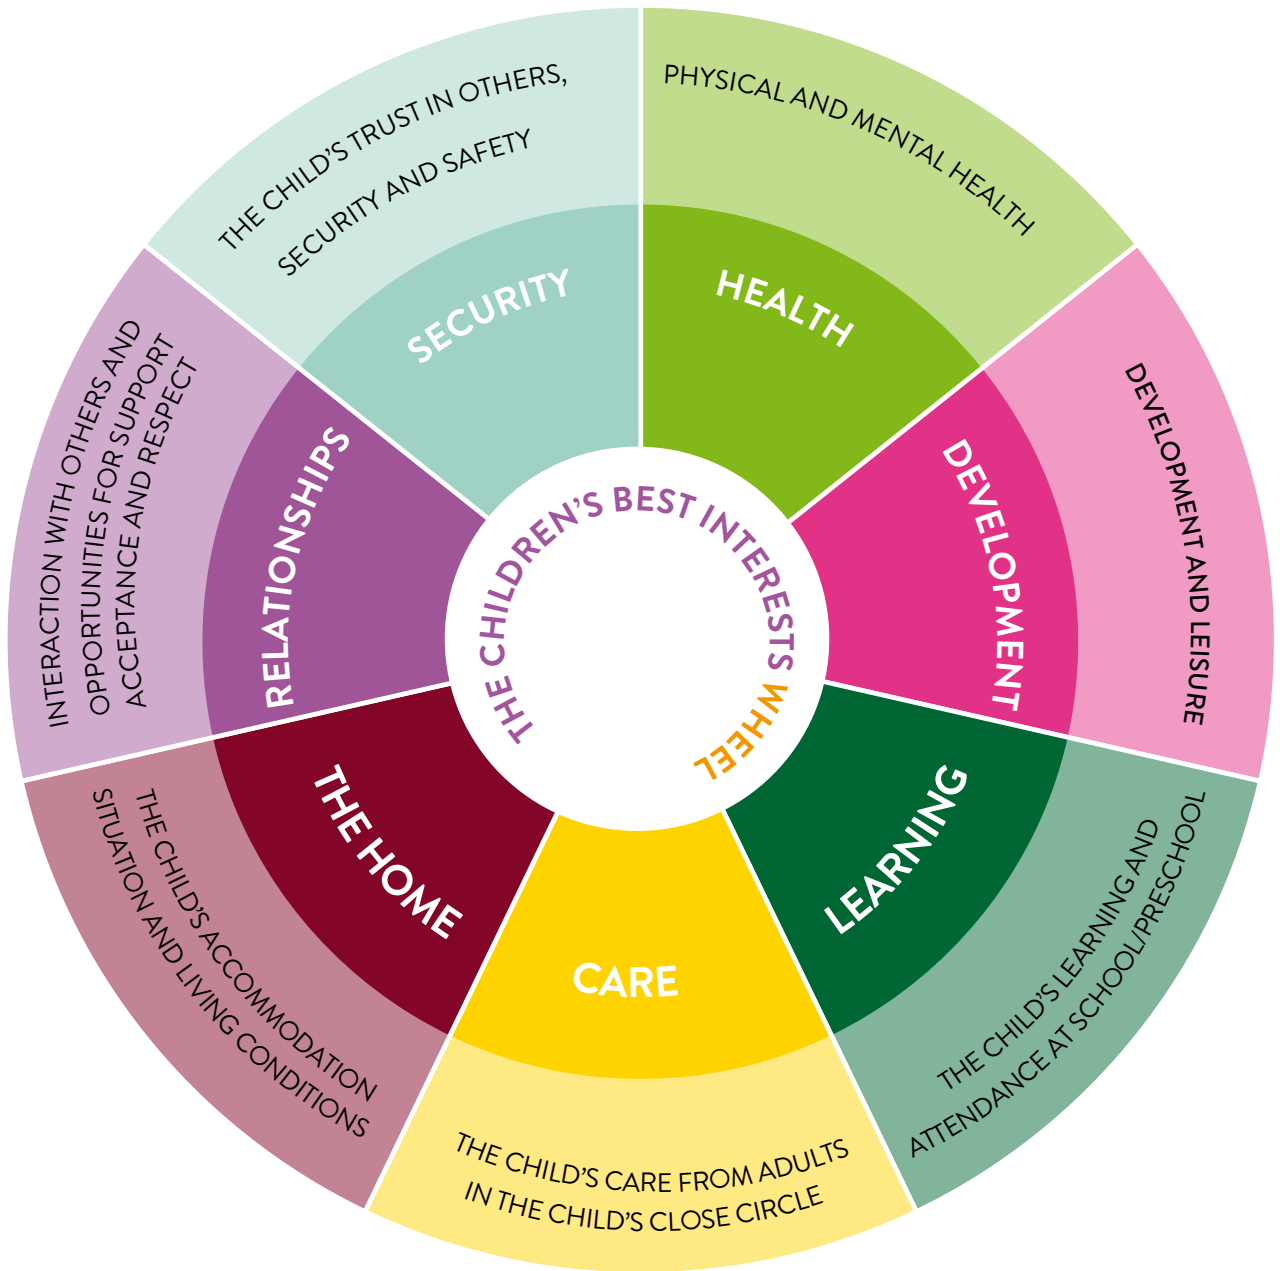 THE CHILDREN'S BEST INTERESTS WHEEL
HEALTH
PHYSICAL AND MENTAL HEALTH
DEVELOPMENT
DEVELOPMENT AND LEISURE
LEARNING
THE CHILD'S LEARNING AND
ATTENDANCE AT SCHOOL/PRESCHOOL
CARE
THE CHILD'S CARE FROM ADULTS
IN THE CHILD'S CLOSE CIRCLE
THE HOME
THE CHILD'S ACCOMMODATION
SITUATION AND LIVING CONDITIONS
RELATIONSHIPS
INTERACTION WITH OTHERS AND
OPPORTUNITIES FOR SUPPORT
ACCEPTANCE AND RESPECT
SECURITY
THE CHILD'S TRUST IN OTHERS,
SECURITY AND SAFETY